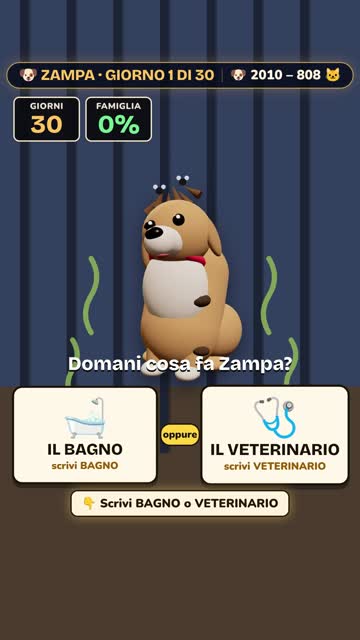 🐶 ZAMPA · GIORNO 1 DI 30 | 🐶 2010 – 808 🐱
GIORNI
30
FAMIGLIA
0%
Domani cosa fa Zampa?
IL BAGNO
scrivi BAGNO
oppure
IL VETERINARIO
scrivi VETERINARIO
👇 Scrivi BAGNO o VETERINARIO